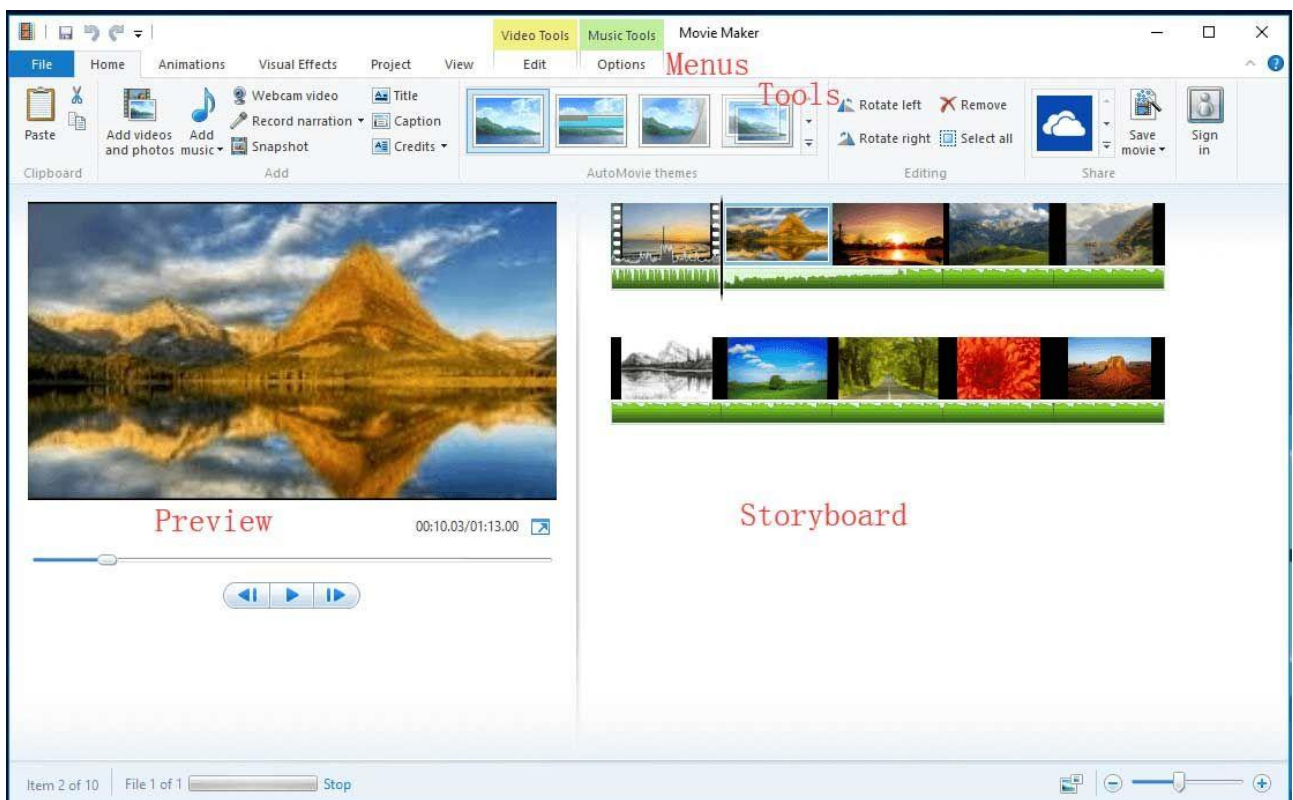 Video Tools Music Tools Movie Maker
File Home Animations Visual Effects Project View Edit Options
Menus
Tools
Paste
Add videos and photos
Add music
Webcam video
Record narration
Snapshot
Title
Caption
Credits
Rotate left
Rotate right
Remove
Select all
Save movie
Sign in
Clipboard Add AutoMovie themes Editing Share
Preview
00:10.03/01:13.00
Storyboard
Item 2 of 10 File 1 of 1 Stop